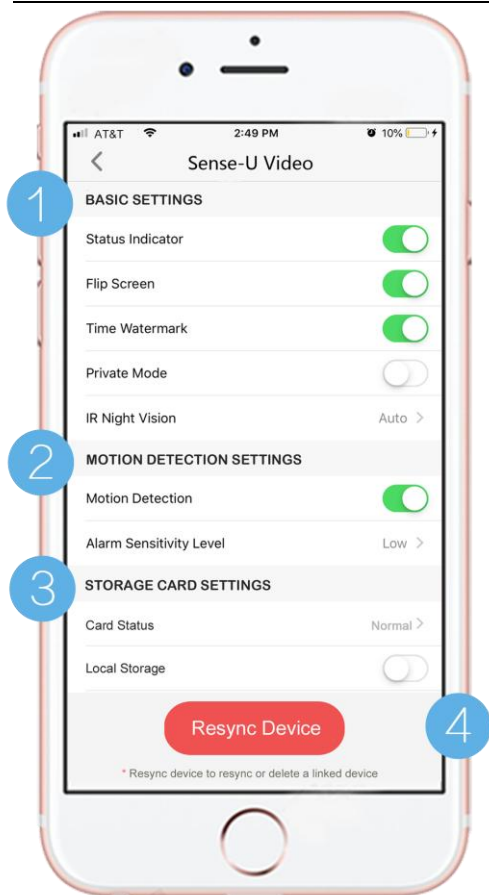 AT&T 2:49 PM 10%
Sense-U Video
1
BASIC SETTINGS
Status Indicator
Flip Screen
Time Watermark
Private Mode
IR Night Vision Auto >
2
MOTION DETECTION SETTINGS
Motion Detection
Alarm Sensitivity Level Low >
3
STORAGE CARD SETTINGS
Card Status Normal >
Local Storage
Resync Device
4
* Resync device to resync or delete a linked device